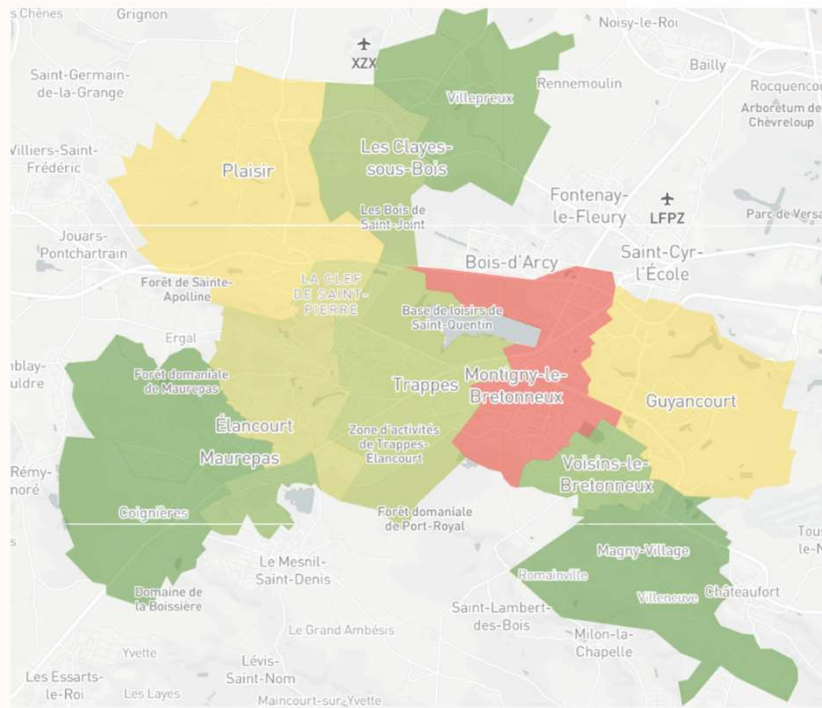 s Chênes
Grignon
Noisy-le-Roi
XZX
Bailly
Saint-Germain-
de-la-Grange
Villepreux
Rennemoulin
Rocquencou
Arboretum de
Chèvreloup
Villiers-Saint-
Frédéric
Plaisir
Les Clayes-
sous-Bois
Fontenay-
le-Fleury
LFPZ
Parc de Versa
Les Bois de
Saint-Joint
Jouars-
Pontchartrain
Bois-d'Arcy
Saint-Cyr-
l'École
Forêt de Sainte-
Apolline
LA CLEF
DE SAINT-
PIERRE
Base de loisirs de
Saint-Quentin
Ergal
mblay-
uldre
Forêt domaniale
de Maurepas
Trappes
Montigny-le-
Bretonneux
Guyancourt
Élancourt
Maurepas
Zone d'activités
de Trappes-
Élancourt
Voisins-le-
Bretonneux
Rémy-
noré
Coignières
Forêt domaniale
de Port-Royal
Tou
le-N
s
Le Mesnil-
Saint-Denis
Magny-Village
Romainville
Domaine de
la Boissière
Villeneuve
Châteaufort
Saint-Lambert-
des-Bois
Le Grand Ambésis
Milon-la-
Chapelle
Yvette
Lévis-
Saint-Nom
Les Essarts-
le-Roi
Les Layes
Maincourt-sur-Yvette